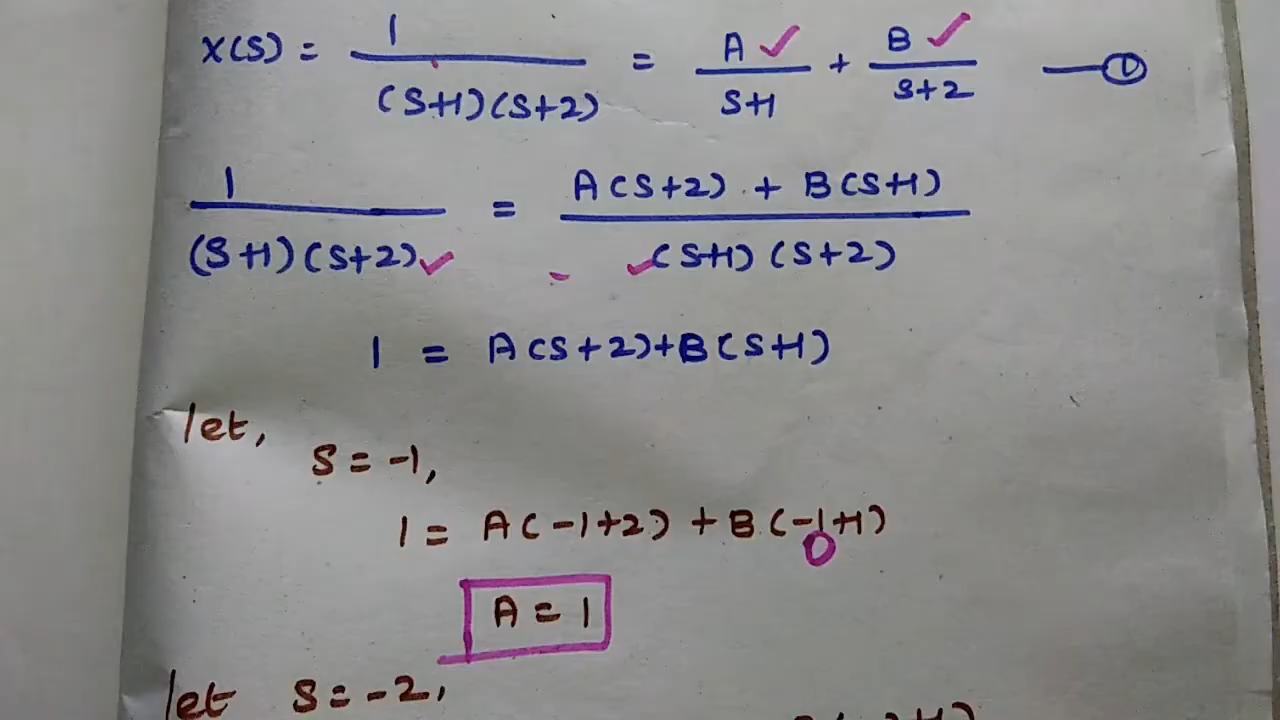 X(S) = 1 / (S+1)(S+2) = A / S+1 + B / S+2 — ①
1 / (S+1)(S+2) = A(S+2) + B(S+1) / (S+1)(S+2)
1 = A(S+2)+B(S+1)
let,
S = -1,
1 = A(-1+2) + B(-1+1)
0
A = 1
let S = -2,